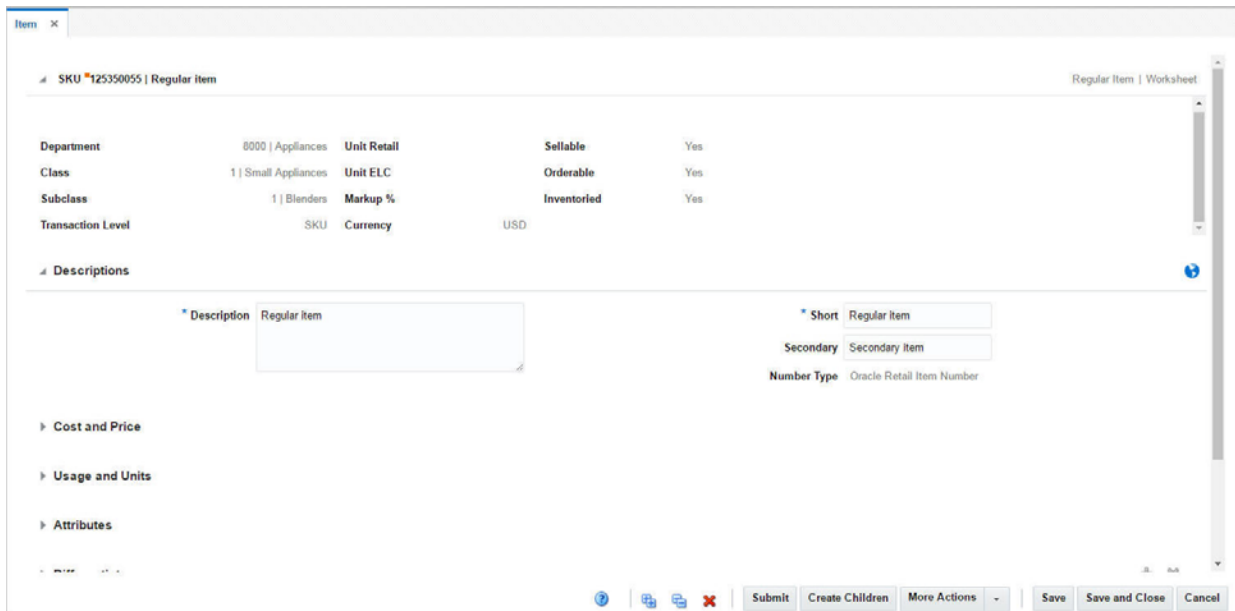 Item
SKU 125350055 | Regular item
Regular Item | Worksheet
Department 8000 | Appliances Unit Retail Sellable Yes
Class 1 | Small Appliances Unit ELC Orderable Yes
Subclass 1 | Blenders Markup % Inventoried Yes
Transaction Level SKU Currency USD
Descriptions
* Description Regular item * Short Regular item
Secondary Secondary item
Number Type Oracle Retail Item Number
Cost and Price
Usage and Units
Attributes
Submit Create Children More Actions Save Save and Close Cancel